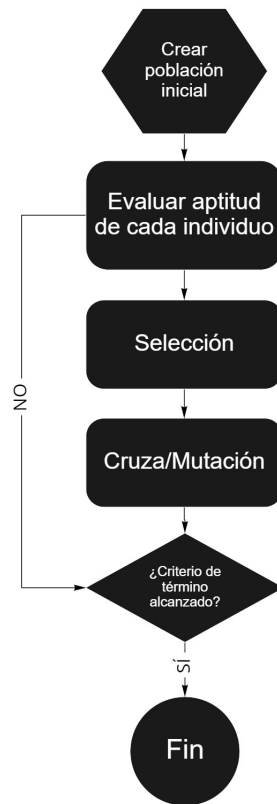 Crear
población
inicial
Evaluar aptitud
de cada individuo
Selección
NO
Cruza/Mutación
¿Criterio de
término
alcanzado?
SÍ
Fin